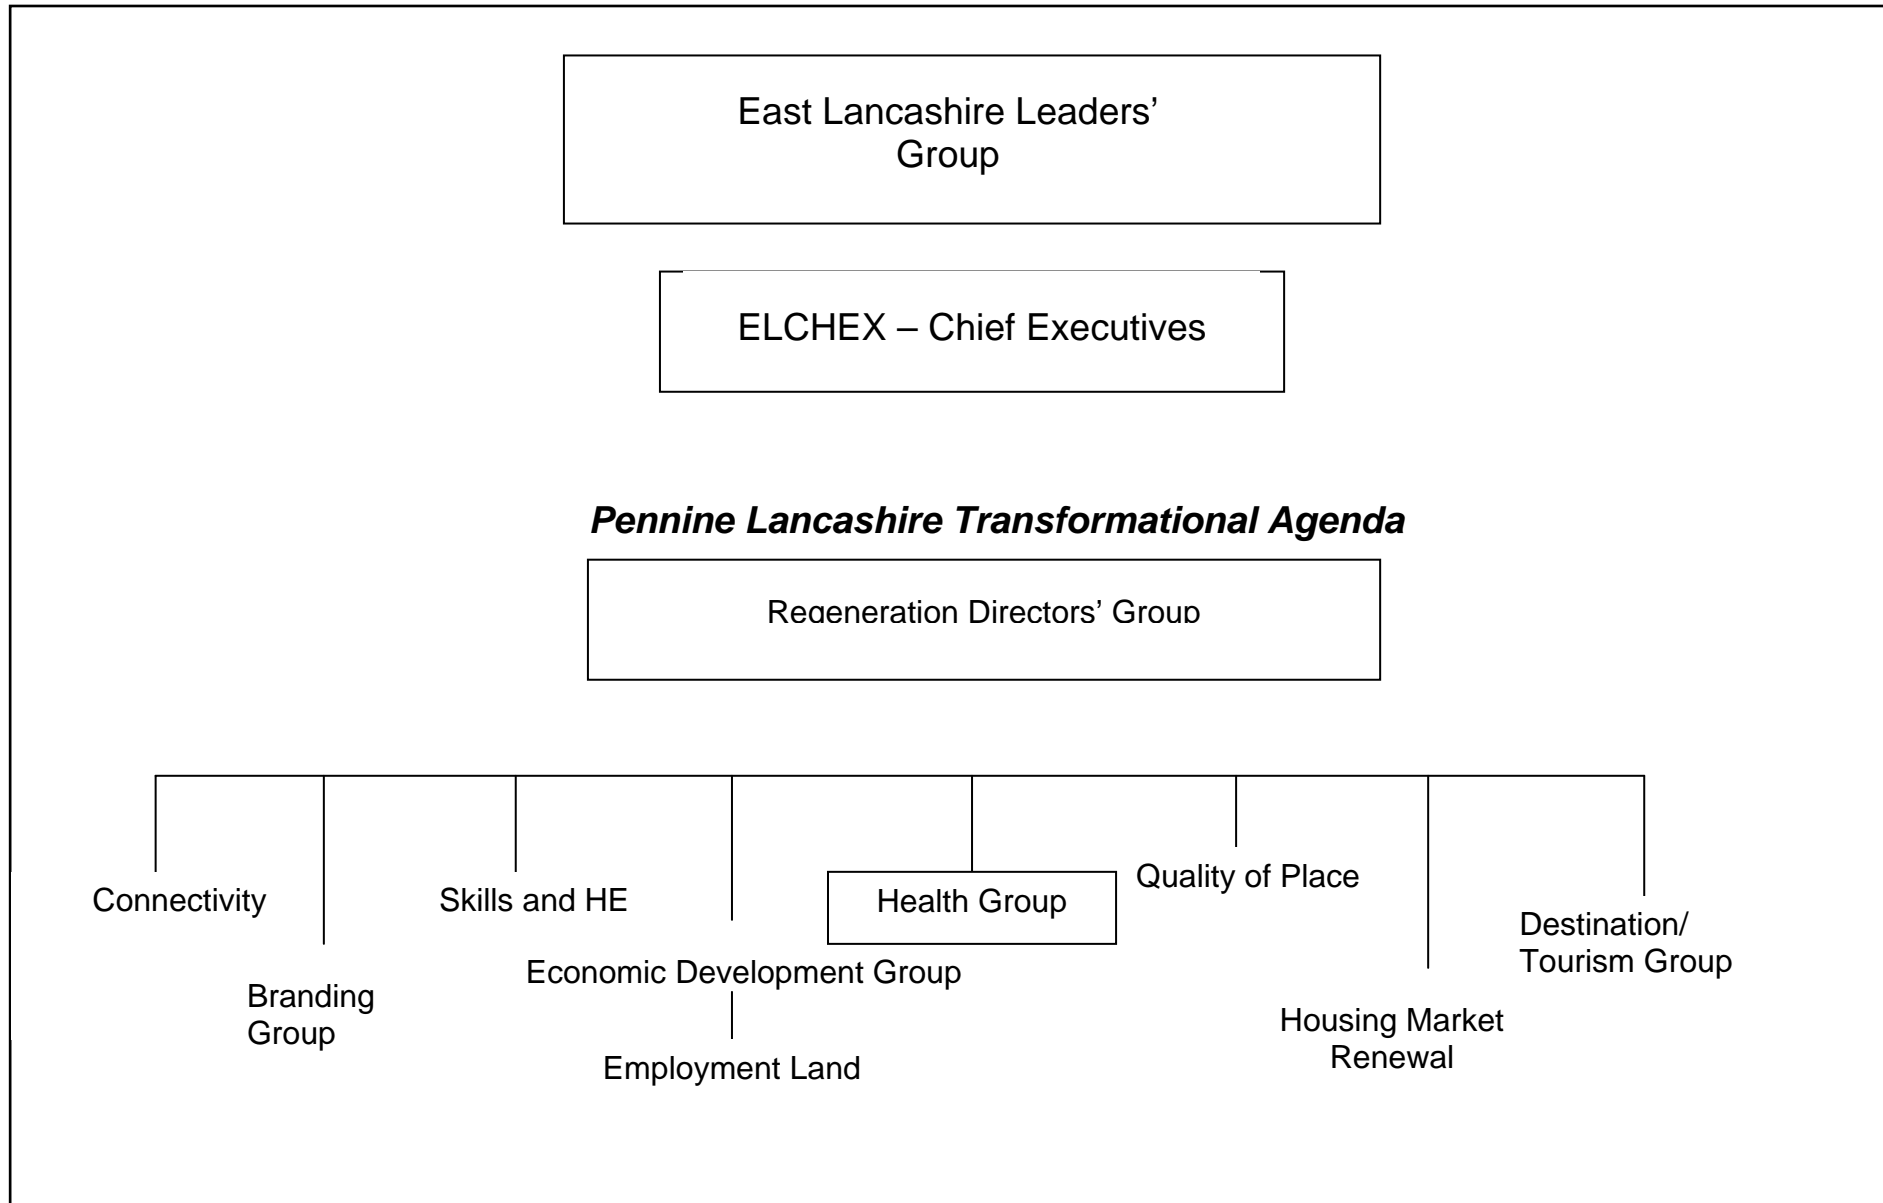 East Lancashire Leaders’
Group
ELCHEX – Chief Executives
Pennine Lancashire Transformational Agenda
Regeneration Directors’ Group
Connectivity
Branding
Group
Skills and HE
Economic Development Group
Employment Land
Health Group
Quality of Place
Housing Market
Renewal
Destination/
Tourism Group